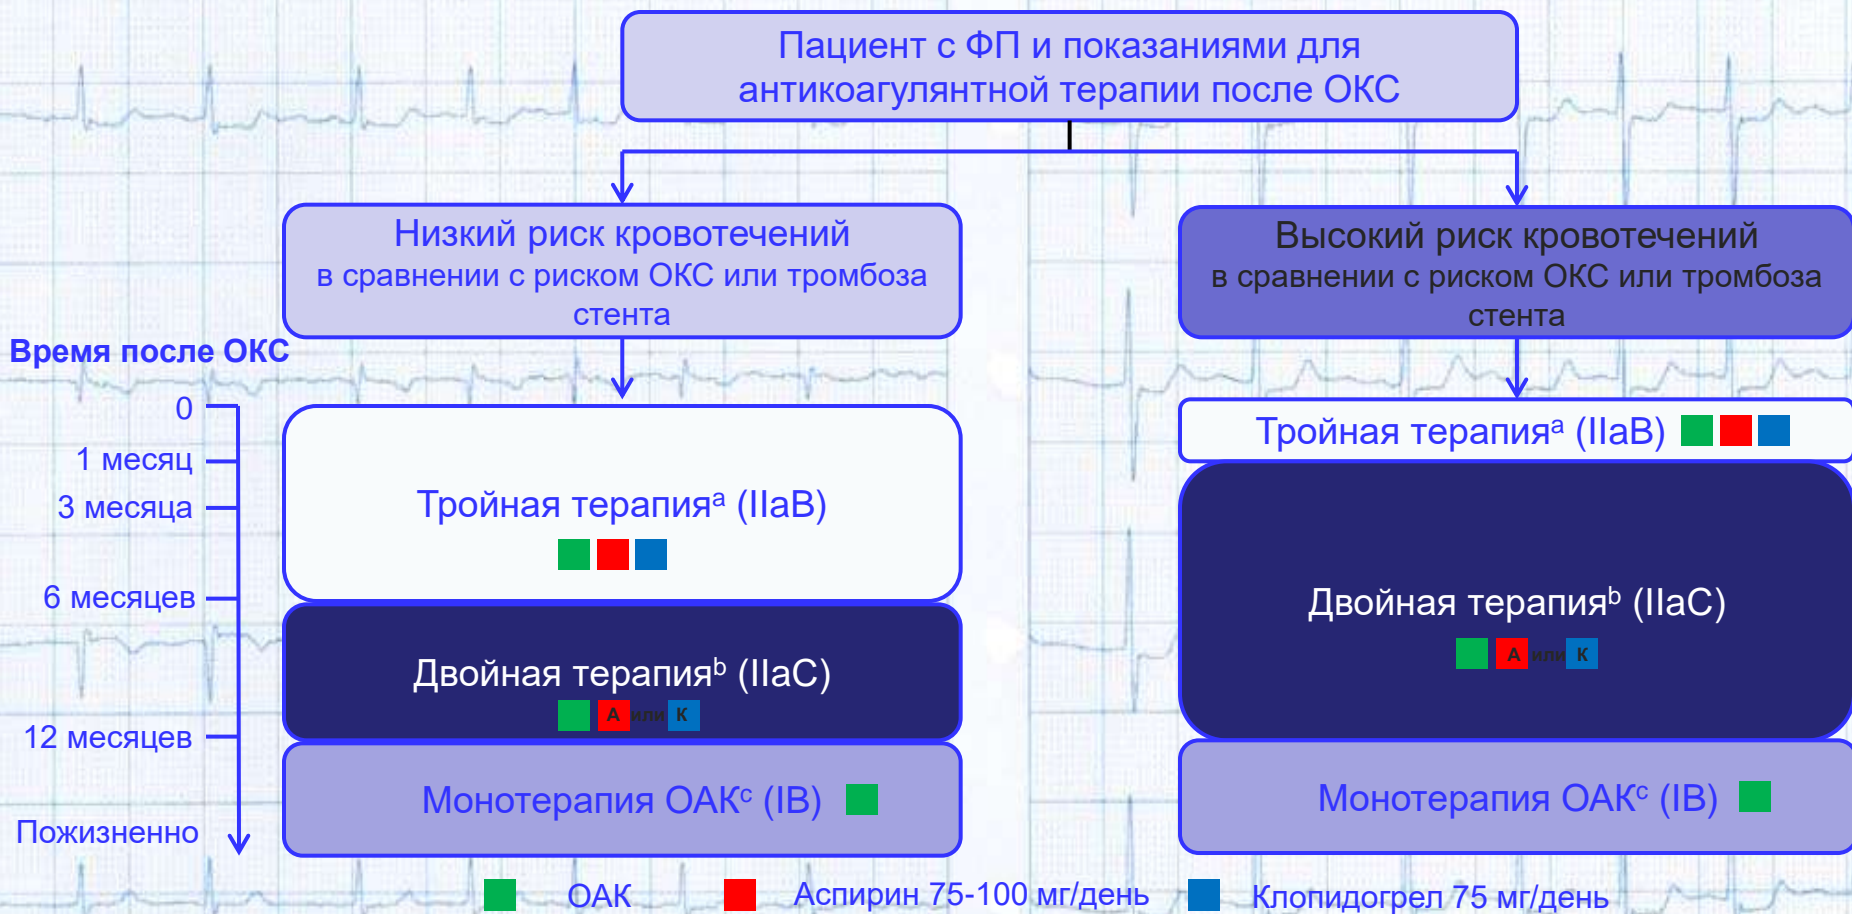 Пациент с ФП и показаниями для
антикоагулянтной терапии после ОКС
Низкий риск кровотечений
в сравнении с риском ОКС или тромбоза
стента
Высокий риск кровотечений
в сравнении с риском ОКС или тромбоза
стента
Время после ОКС
0
1 месяц
3 месяца
6 месяцев
12 месяцев
Пожизненно
Тройная терапияᵃ (IIaB)
Двойная терапияᵇ (IIaC)
А или К
Монотерапия ОАКᶜ (IB)
Тройная терапияᵃ (IIaB)
Двойная терапияᵇ (IIaC)
А или К
Монотерапия ОАКᶜ (IB)
ОАК
Аспирин 75-100 мг/день
Клопидогрел 75 мг/день